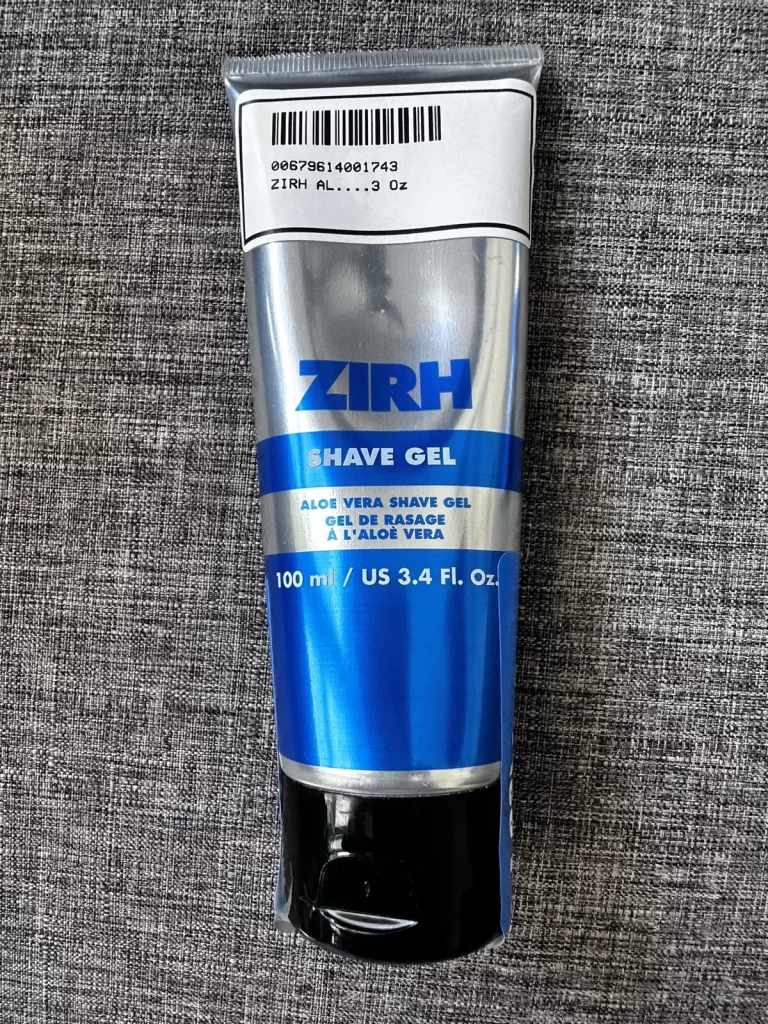 00679614001743
ZIRH AL....3 Oz
ZIRH
SHAVE GEL
ALOE VERA SHAVE GEL
GEL DE RASAGE
À L'ALOÈ VERA
100 ml / US 3.4 Fl. Oz.